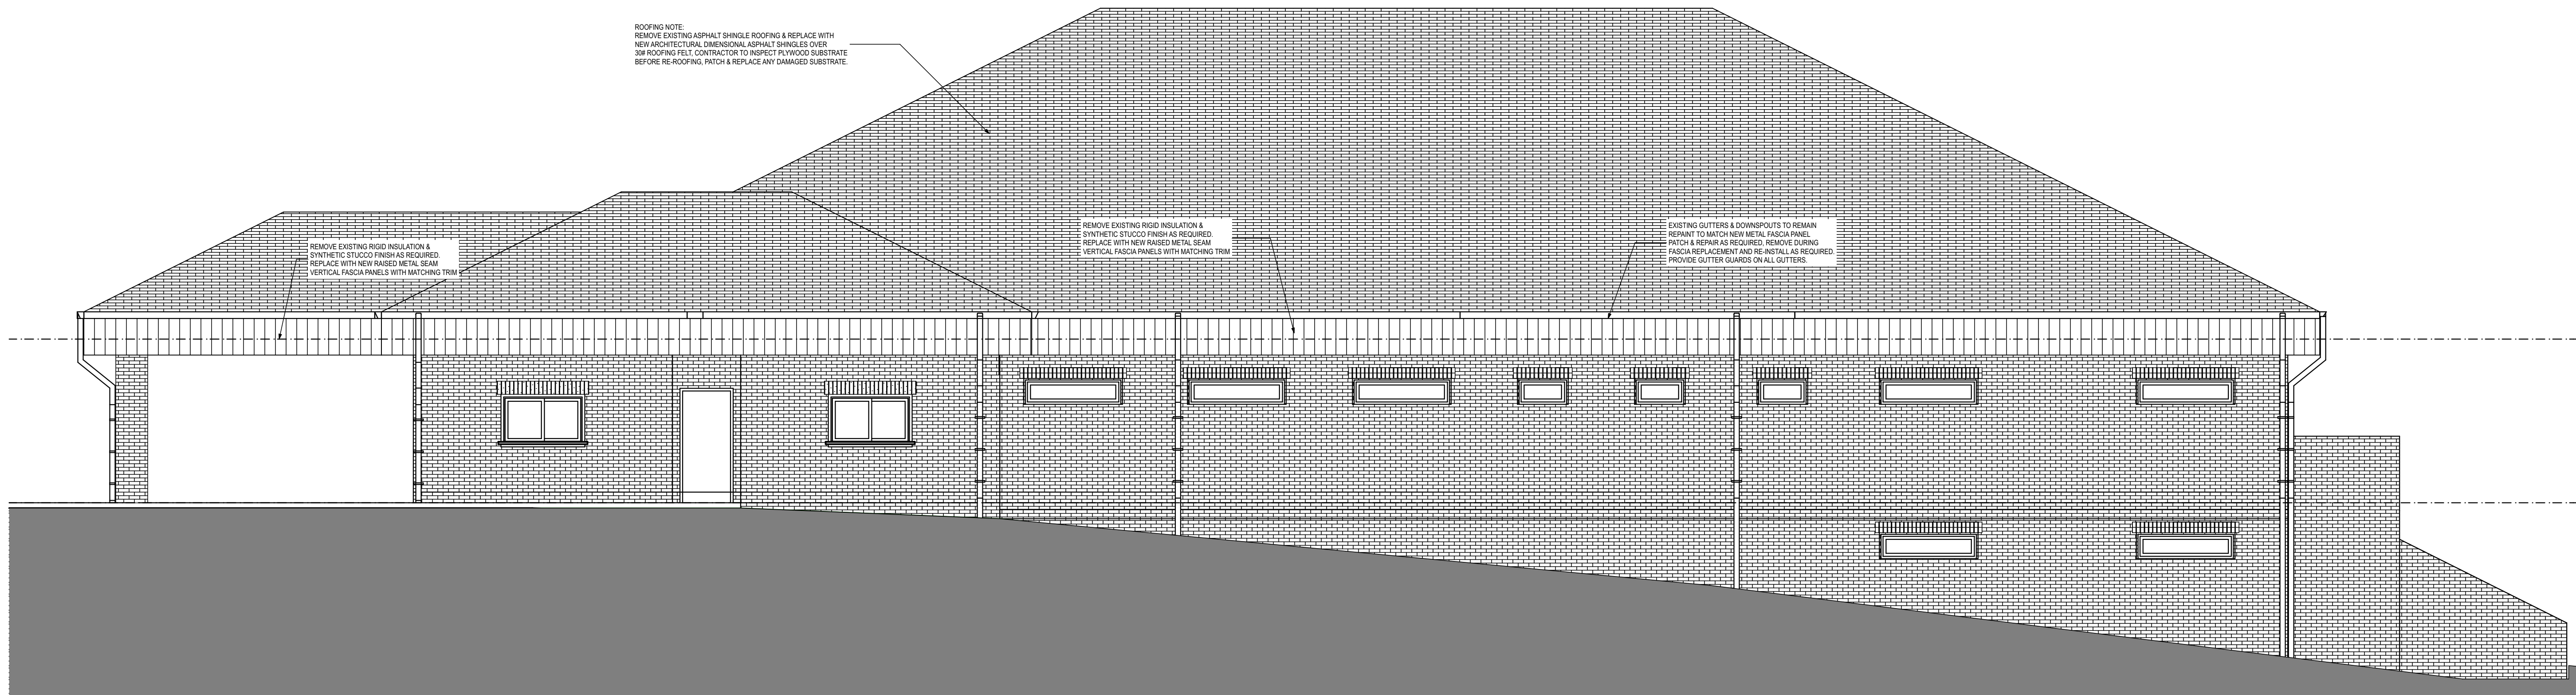 ROOFING NOTE:
REMOVE EXISTING ASPHALT SHINGLE ROOFING & REPLACE WITH
NEW ARCHITECTURAL DIMENSIONAL ASPHALT SHINGLES OVER
30# ROOFING FELT, CONTRACTOR TO INSPECT PLYWOOD SUBSTRATE
BEFORE RE-ROOFING, PATCH & REPLACE ANY DAMAGED SUBSTRATE.
REMOVE EXISTING RIGID INSULATION &
SYNTHETIC STUCCO FINISH AS REQUIRED.
REPLACE WITH NEW RAISED METAL SEAM
VERTICAL FASCIA PANELS WITH MATCHING TRIM
REMOVE EXISTING RIGID INSULATION &
SYNTHETIC STUCCO FINISH AS REQUIRED.
REPLACE WITH NEW RAISED METAL SEAM
VERTICAL FASCIA PANELS WITH MATCHING TRIM
EXISTING GUTTERS & DOWNSPOUTS TO REMAIN
REPAINT TO MATCH NEW METAL FASCIA PANEL
PATCH & REPAIR AS REQUIRED, REMOVE DURING
FASCIA REPLACEMENT AND RE-INSTALL AS REQUIRED.
PROVIDE GUTTER GUARDS ON ALL GUTTERS.